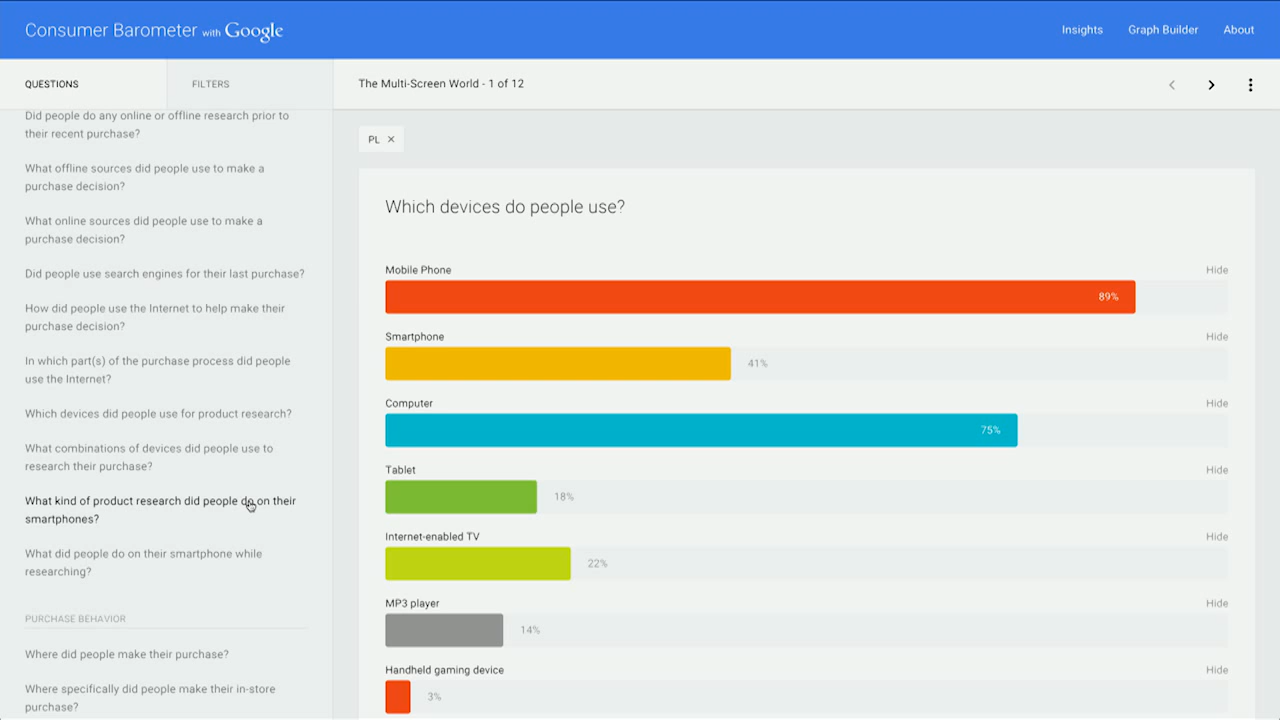 Consumer Barometer with Google
Insights
Graph Builder
About
QUESTIONS
FILTERS
The Multi-Screen World - 1 of 12
Did people do any online or offline research prior to
their recent purchase?
What offline sources did people use to make a
purchase decision?
What online sources did people use to make a
purchase decision?
Did people use search engines for their last purchase?
How did people use the Internet to help make their
purchase decision?
In which part(s) of the purchase process did people
use the Internet?
Which devices did people use for product research?
What combinations of devices did people use to
research their purchase?
What kind of product research did people do on their
smartphones?
What did people do on their smartphone while
researching?
PURCHASE BEHAVIOR
Where did people make their purchase?
Where specifically did people make their in-store
purchase?
PL ×
Which devices do people use?
Mobile Phone
Hide
89%
Smartphone
Hide
41%
Computer
Hide
75%
Tablet
Hide
18%
Internet-enabled TV
Hide
22%
MP3 player
Hide
14%
Handheld gaming device
Hide
3%